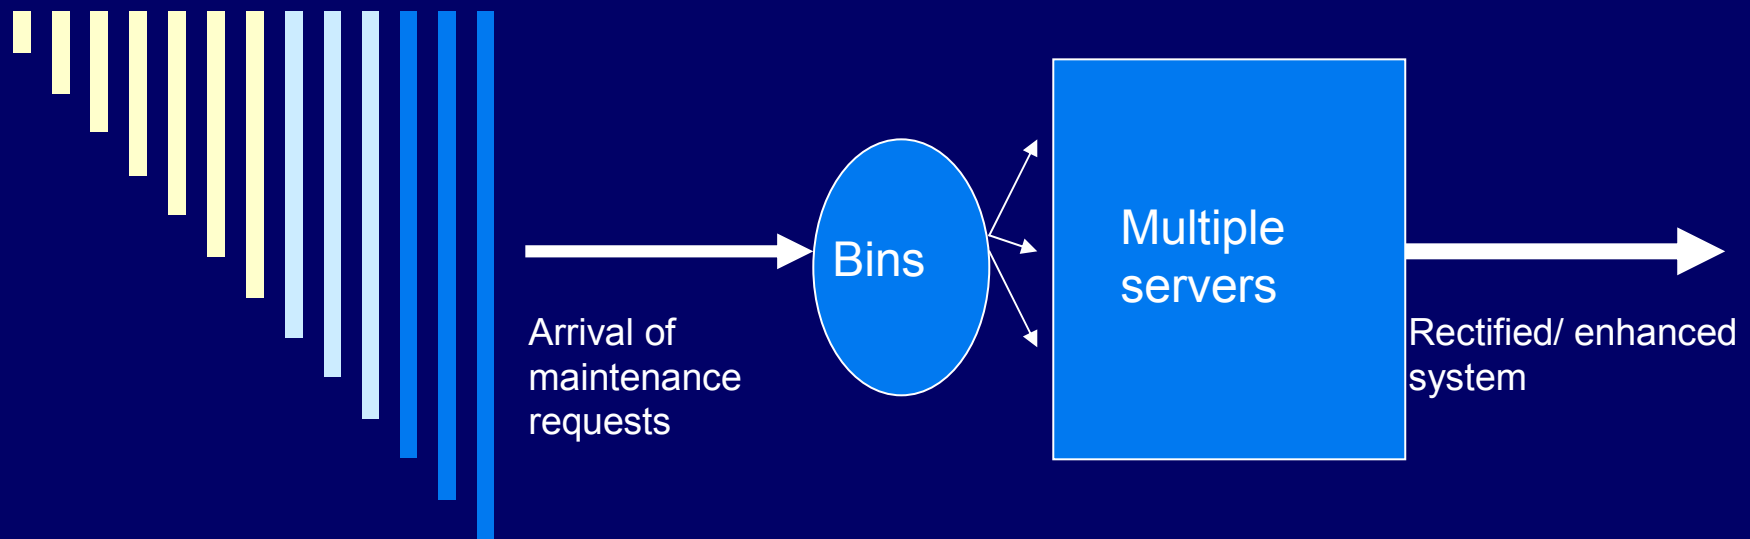 Arrival of
maintenance
requests
Bins
Multiple
servers
Rectified/ enhanced
system